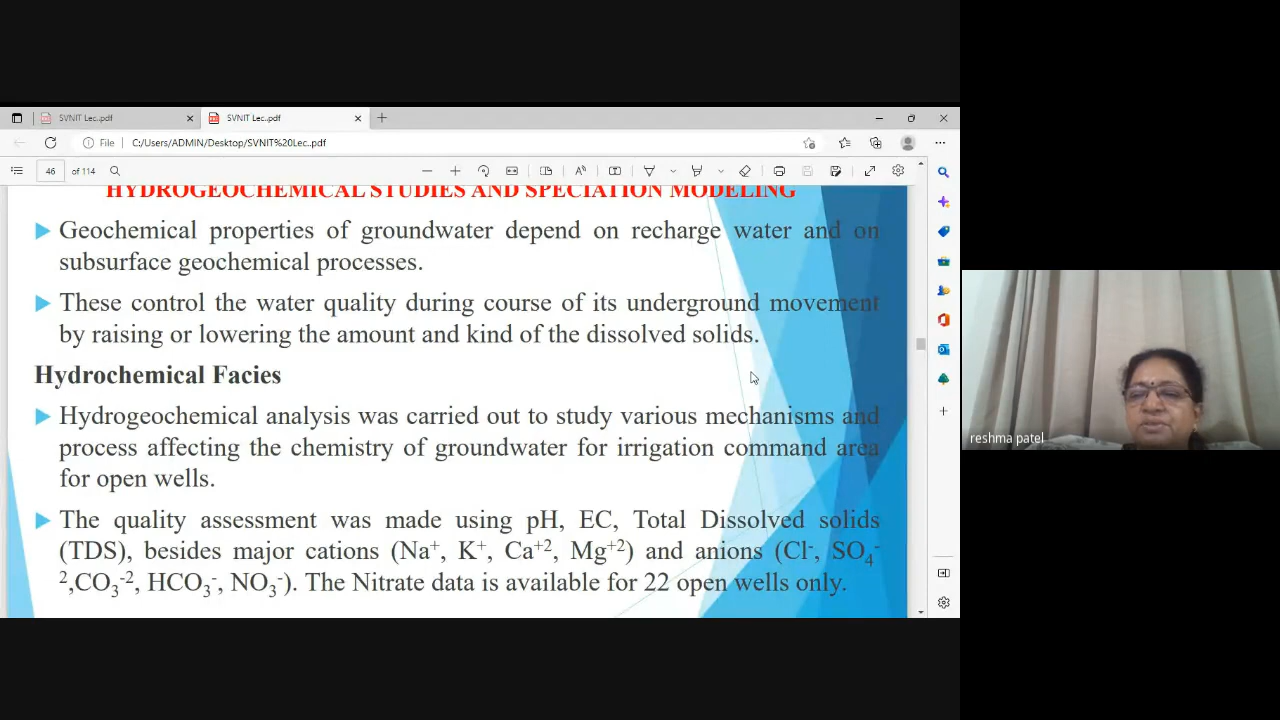 SVNIT Lec..pdf
SVNIT Lec..pdf
File
C:/Users/ADMIN/Desktop/SVNIT%20Lec..pdf
46 of 114
HYDROGEOCHEMICAL STUDIES AND SPECIATION MODELING
Geochemical properties of groundwater depend on recharge water and on
subsurface geochemical processes.
These control the water quality during course of its underground movement
by raising or lowering the amount and kind of the dissolved solids.
Hydrochemical Facies
Hydrogeochemical analysis was carried out to study various mechanisms and
process affecting the chemistry of groundwater for irrigation command area
for open wells.
The quality assessment was made using pH, EC, Total Dissolved solids
(TDS), besides major cations (Na⁺, K⁺, Ca⁺², Mg⁺²) and anions (Cl⁻, SO₄⁻
²,CO₃⁻², HCO₃⁻, NO₃⁻). The Nitrate data is available for 22 open wells only.
reshma patel